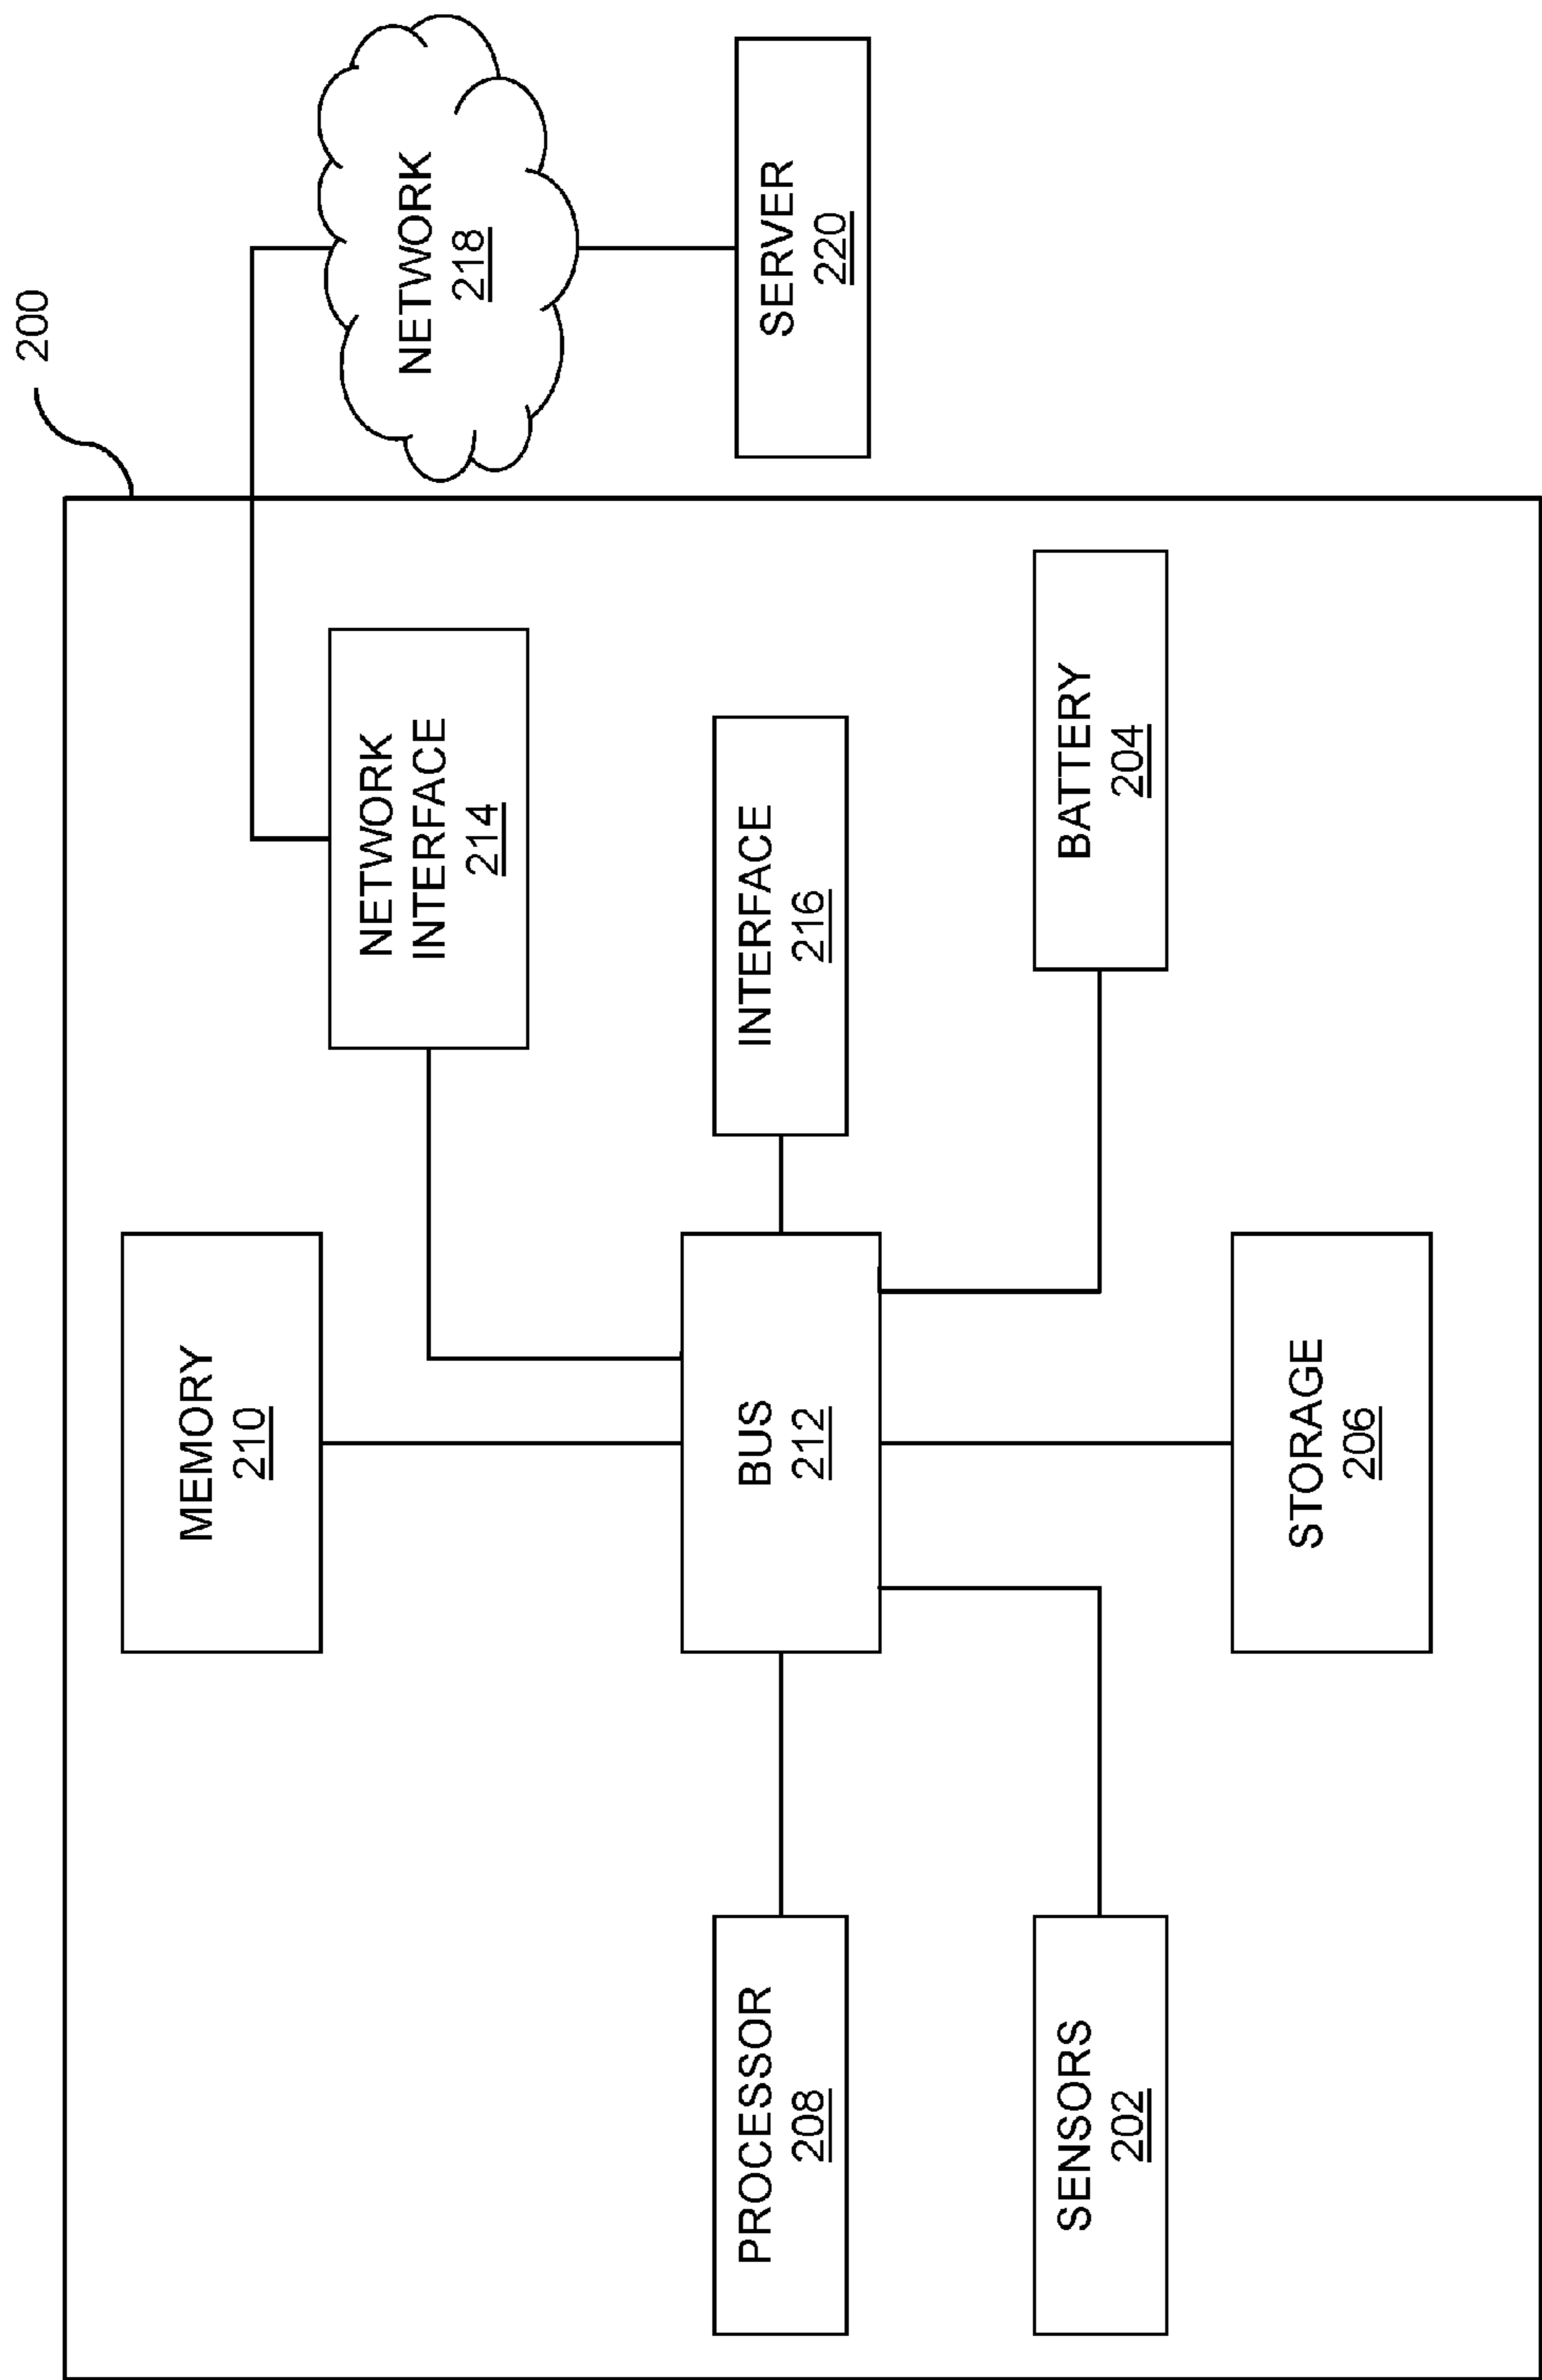 200
MEMORY
210
NETWORK
INTERFACE
214
NETWORK
218
PROCESSOR
208
BUS
212
INTERFACE
216
SERVER
220
SENSORS
202
BATTERY
204
STORAGE
206